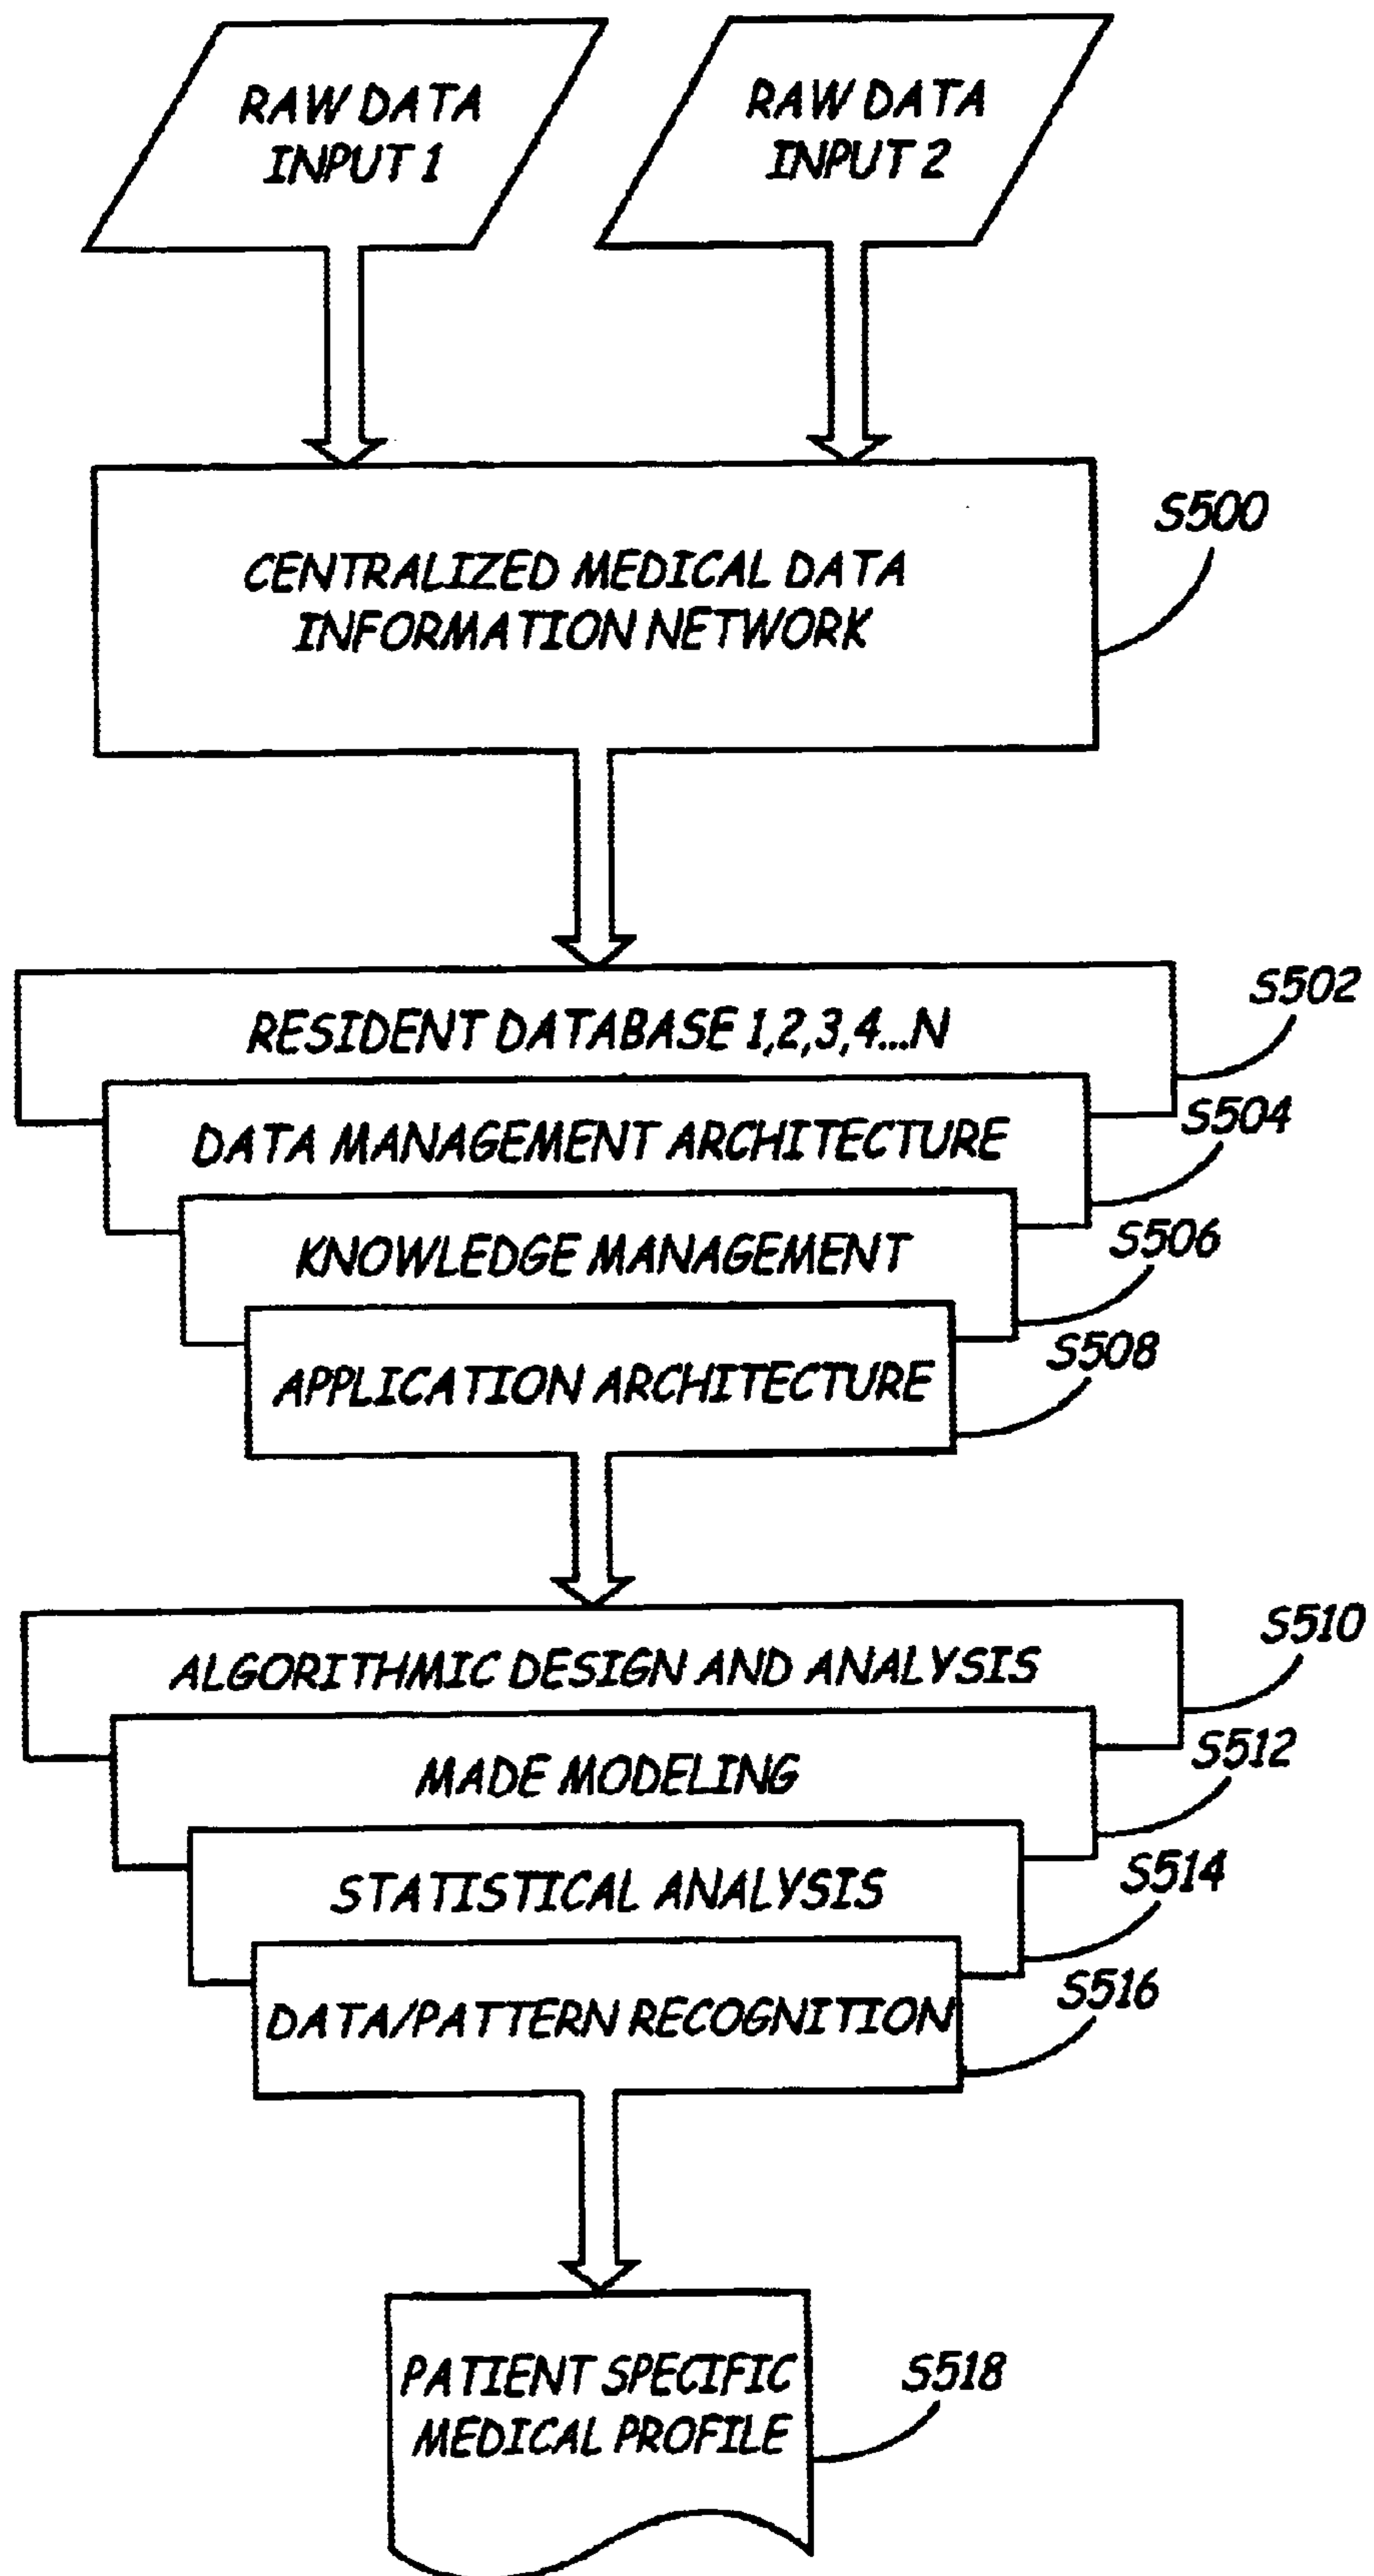 RAW DATA
INPUT 1
RAW DATA
INPUT 2
CENTRALIZED MEDICAL DATA
INFORMATION NETWORK
S500
RESIDENT DATABASE 1,2,3,4...N
S502
DATA MANAGEMENT ARCHITECTURE
S504
KNOWLEDGE MANAGEMENT
S506
APPLICATION ARCHITECTURE
S508
ALGORITHMIC DESIGN AND ANALYSIS
S510
MADE MODELING
S512
STATISTICAL ANALYSIS
S514
DATA/PATTERN RECOGNITION
S516
PATIENT SPECIFIC
MEDICAL PROFILE
S518